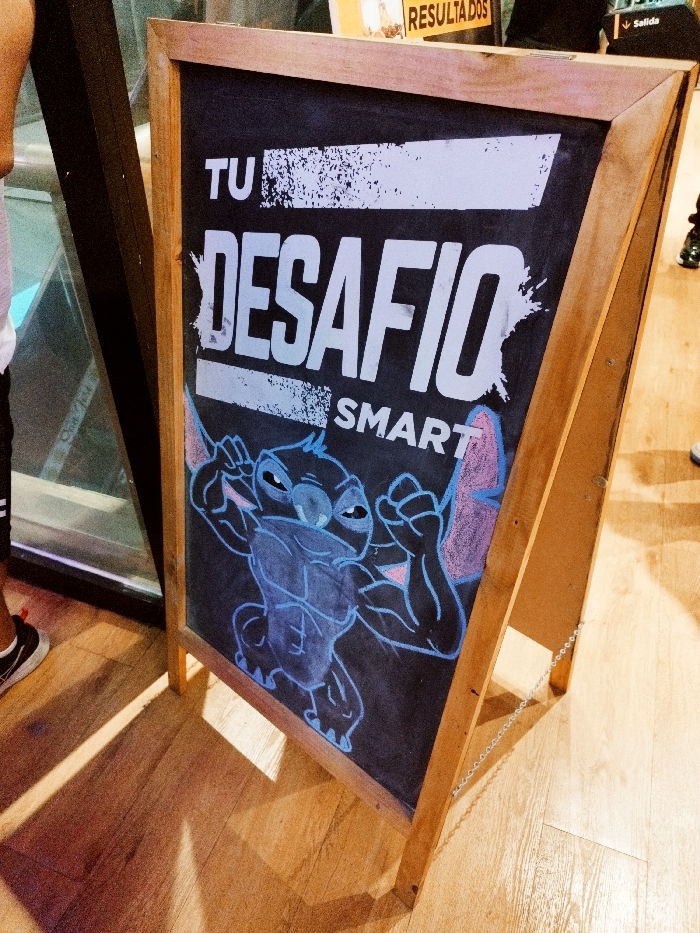 RESULTADOS
Salida
TU
DESAFIO
SMART